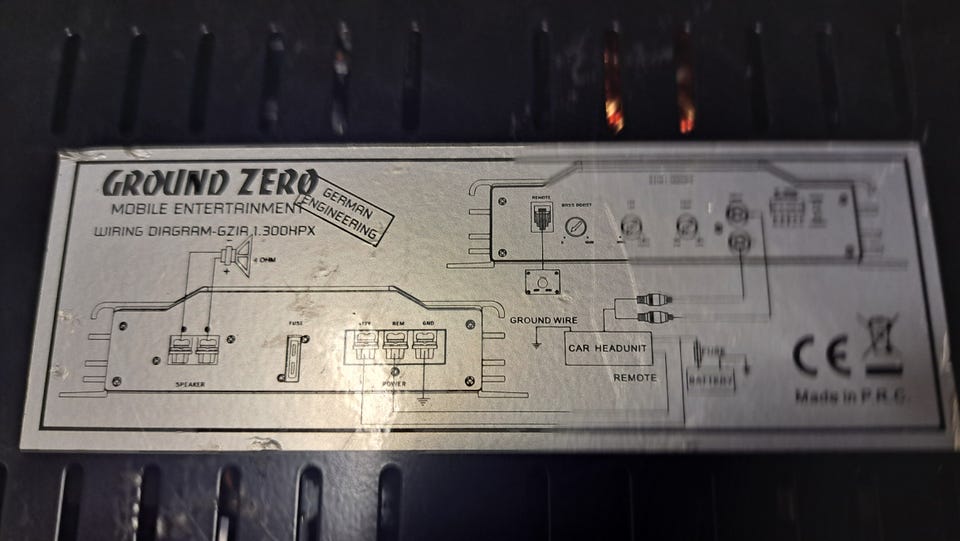 GROUND ZERO
MOBILE ENTERTAINMENT
GERMAN
ENGINEERING
WIRING DIAGRAM-GZIA 1.300HPX
4 OHM
SPEAKER
FUSE
+12V REM GND
POWER
REMOTE
BASS BOOST
GROUND WIRE
CAR HEADUNIT
REMOTE
FUSE
BATTERY
CE
Made in P.R.C.